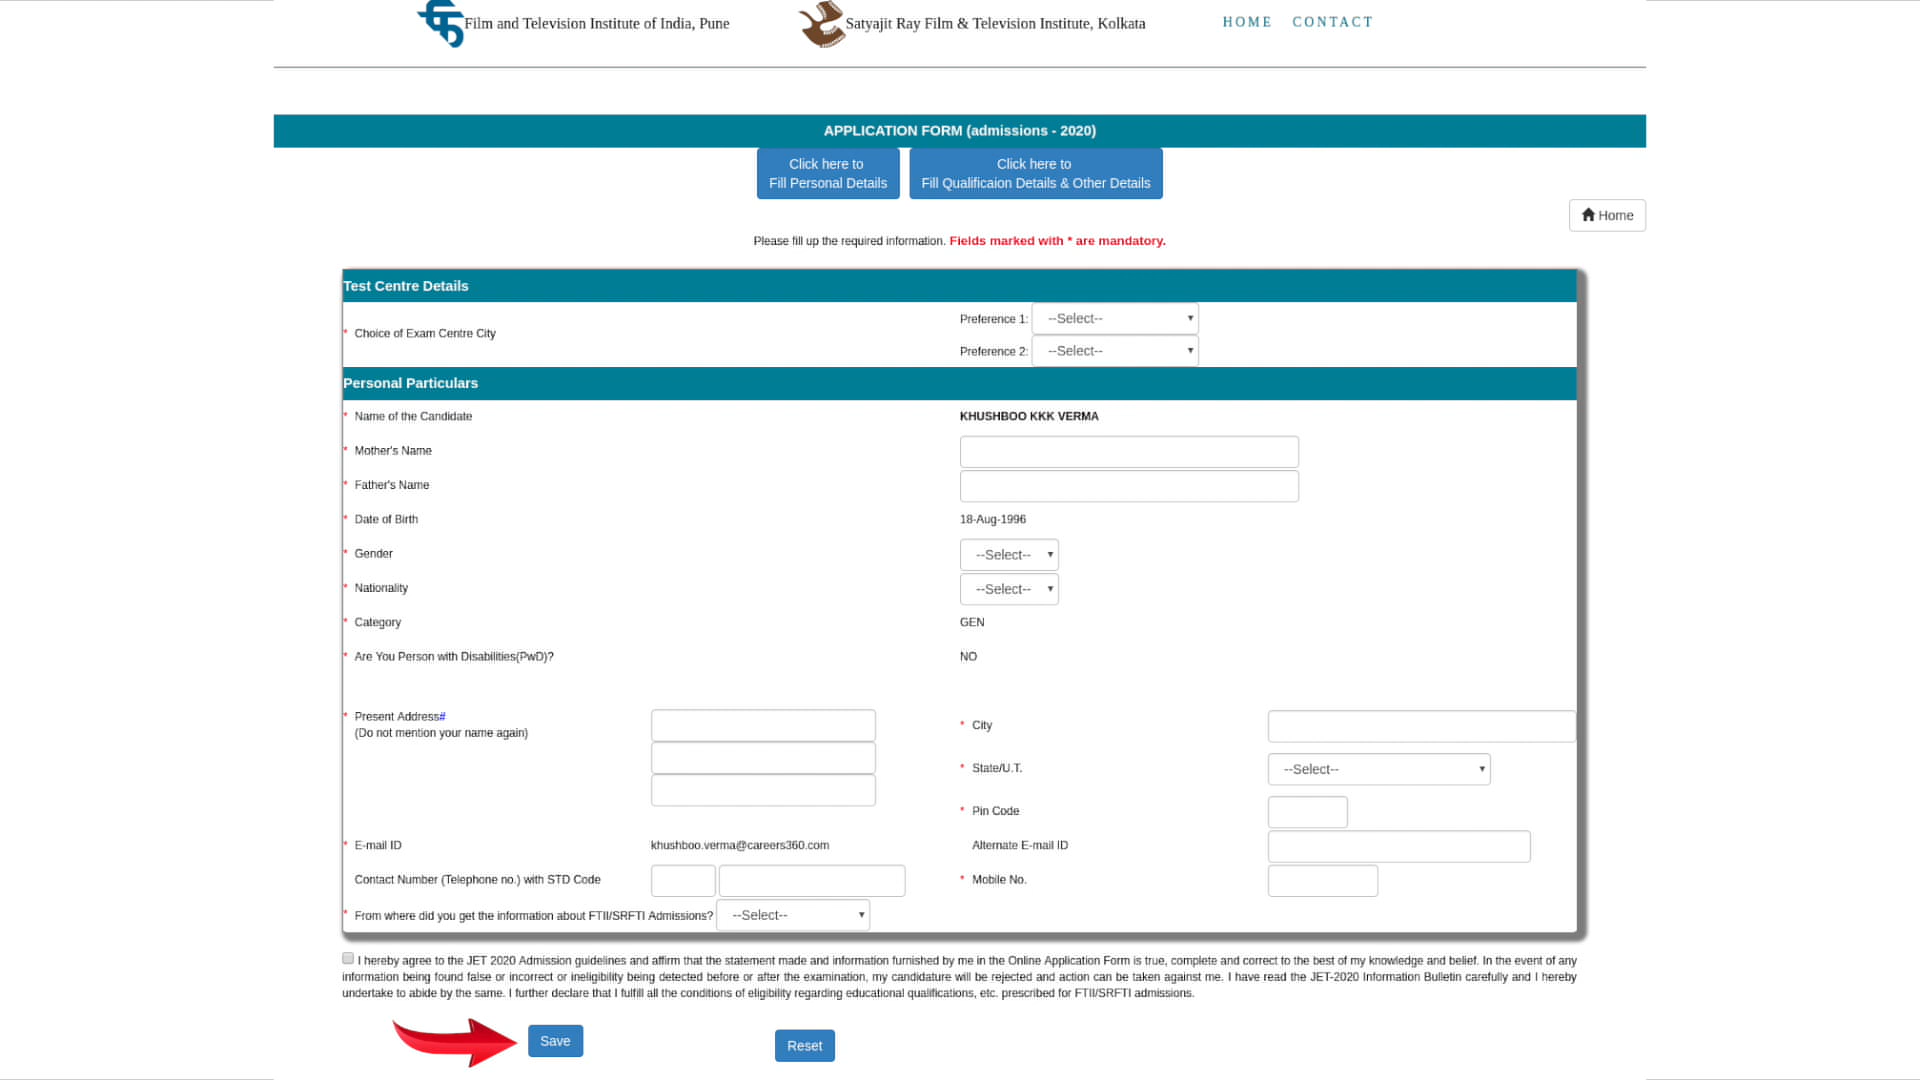 Film and Television Institute of India, Pune
Satyajit Ray Film & Television Institute, Kolkata
HOME CONTACT
APPLICATION FORM (admissions - 2020)
Click here to
Fill Personal Details
Click here to
Fill Qualificaion Details & Other Details
Home
Please fill up the required information. Fields marked with * are mandatory.
Test Centre Details
* Choice of Exam Centre City
Preference 1: --Select--
Preference 2: --Select--
Personal Particulars
* Name of the Candidate KHUSHBOO KKK VERMA
* Mother's Name
* Father's Name
* Date of Birth 18-Aug-1996
* Gender --Select--
* Nationality --Select--
* Category GEN
* Are You Person with Disabilities(PwD)? NO
* Present Address#
(Do not mention your name again)
* City
* State/U.T. --Select--
* Pin Code
* E-mail ID khushboo.verma@careers360.com Alternate E-mail ID
Contact Number (Telephone no.) with STD Code * Mobile No.
* From where did you get the information about FTII/SRFTI Admissions? --Select--
I hereby agree to the JET 2020 Admission guidelines and affirm that the statement made and information furnished by me in the Online Application Form is true, complete and correct to the best of my knowledge and belief. In the event of any
information being found false or incorrect or ineligibility being detected before or after the examination, my candidature will be rejected and action can be taken against me. I have read the JET-2020 Information Bulletin carefully and I hereby
undertake to abide by the same. I further declare that I fulfill all the conditions of eligibility regarding educational qualifications, etc. prescribed for FTII/SRFTI admissions.
Save
Reset